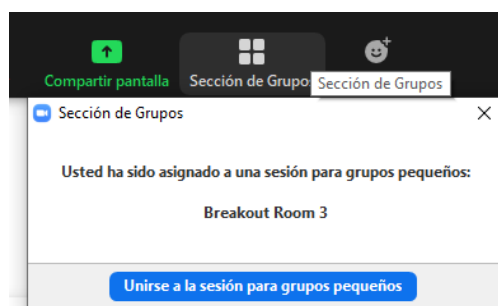 Compartir pantalla
Sección de Grupo
Sección de Grupos
Sección de Grupos
Usted ha sido asignado a una sesión para grupos pequeños:
Breakout Room 3
Unirse a la sesión para grupos pequeños